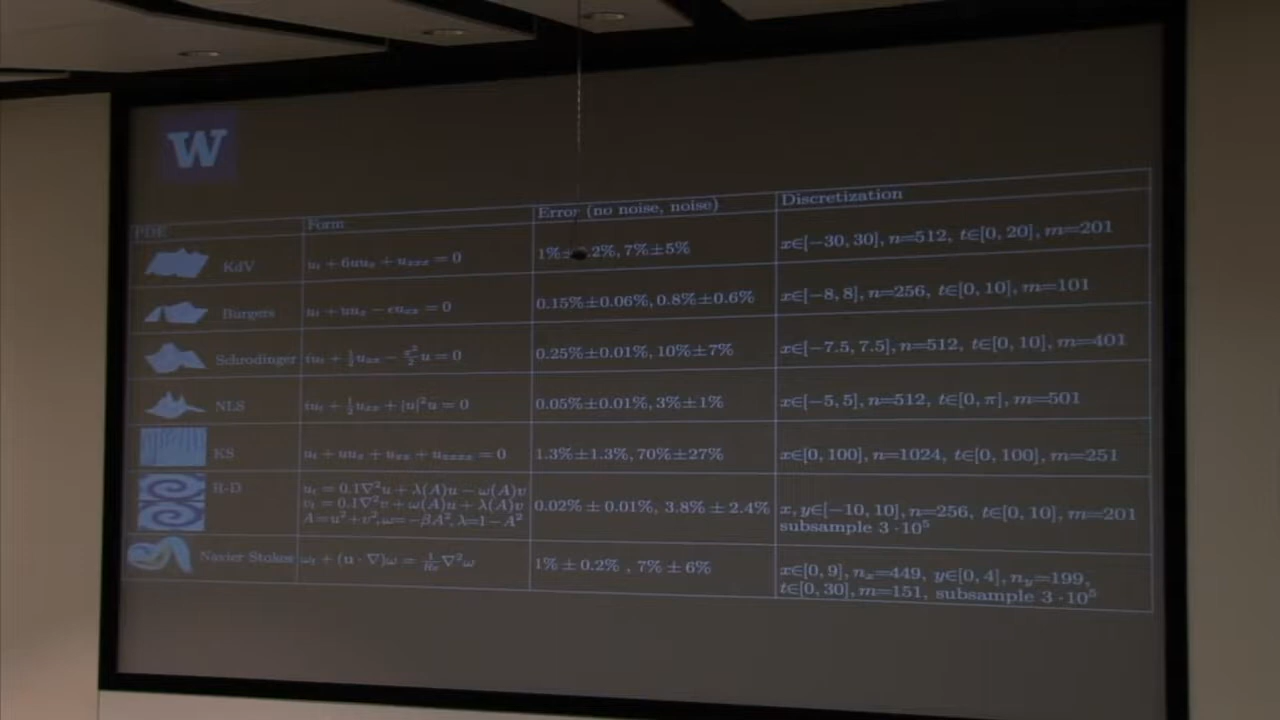 W
PDE Form Error (no noise, noise) Discretization
KdV u_t + 6uu_x + u_xxx = 0 7%±5% x∈[−30, 30], n=512, t∈[0, 20], m=201
Burgers u_t + uu_x − ϵu_xx = 0 0.15%±0.06%, 0.8%±0.6% x∈[−8, 8], n=256, t∈[0, 10], m=101
Schrodinger iu_t + ½u_xx − x²/2 u = 0 0.25%±0.01%, 10%±7% x∈[−7.5, 7.5], n=512, t∈[0, 10], m=401
NLS iu_t + ½u_xx + |u|²u = 0 0.05%±0.01%, 3%±1% x∈[−5, 5], n=512, t∈[0, π], m=501
KS u_t + uu_x + u_xx + u_xxxx = 0 1.3%±1.3%, 70%±27% x∈[0, 100], n=1024, t∈[0, 100], m=251
R-D
u_t = 0.1∇²u + λ(A)u − ω(A)v
v_t = 0.1∇²v + ω(A)u + λ(A)v
A = u² + v², ω=−βA², λ=1−A²
0.02% ± 0.01%, 3.8% ± 2.4%
x, y∈[−10, 10], n=256, t∈[0, 10], m=201
subsample 3·10⁵
Navier Stokes ω_t + (u · ∇)ω = 1/Re ∇²ω 1% ± 0.2% , 7% ± 6%
x∈[0, 9], n_x=449, y∈[0, 4], n_y=199,
t∈[0, 30], m=151, subsample 3·10⁵